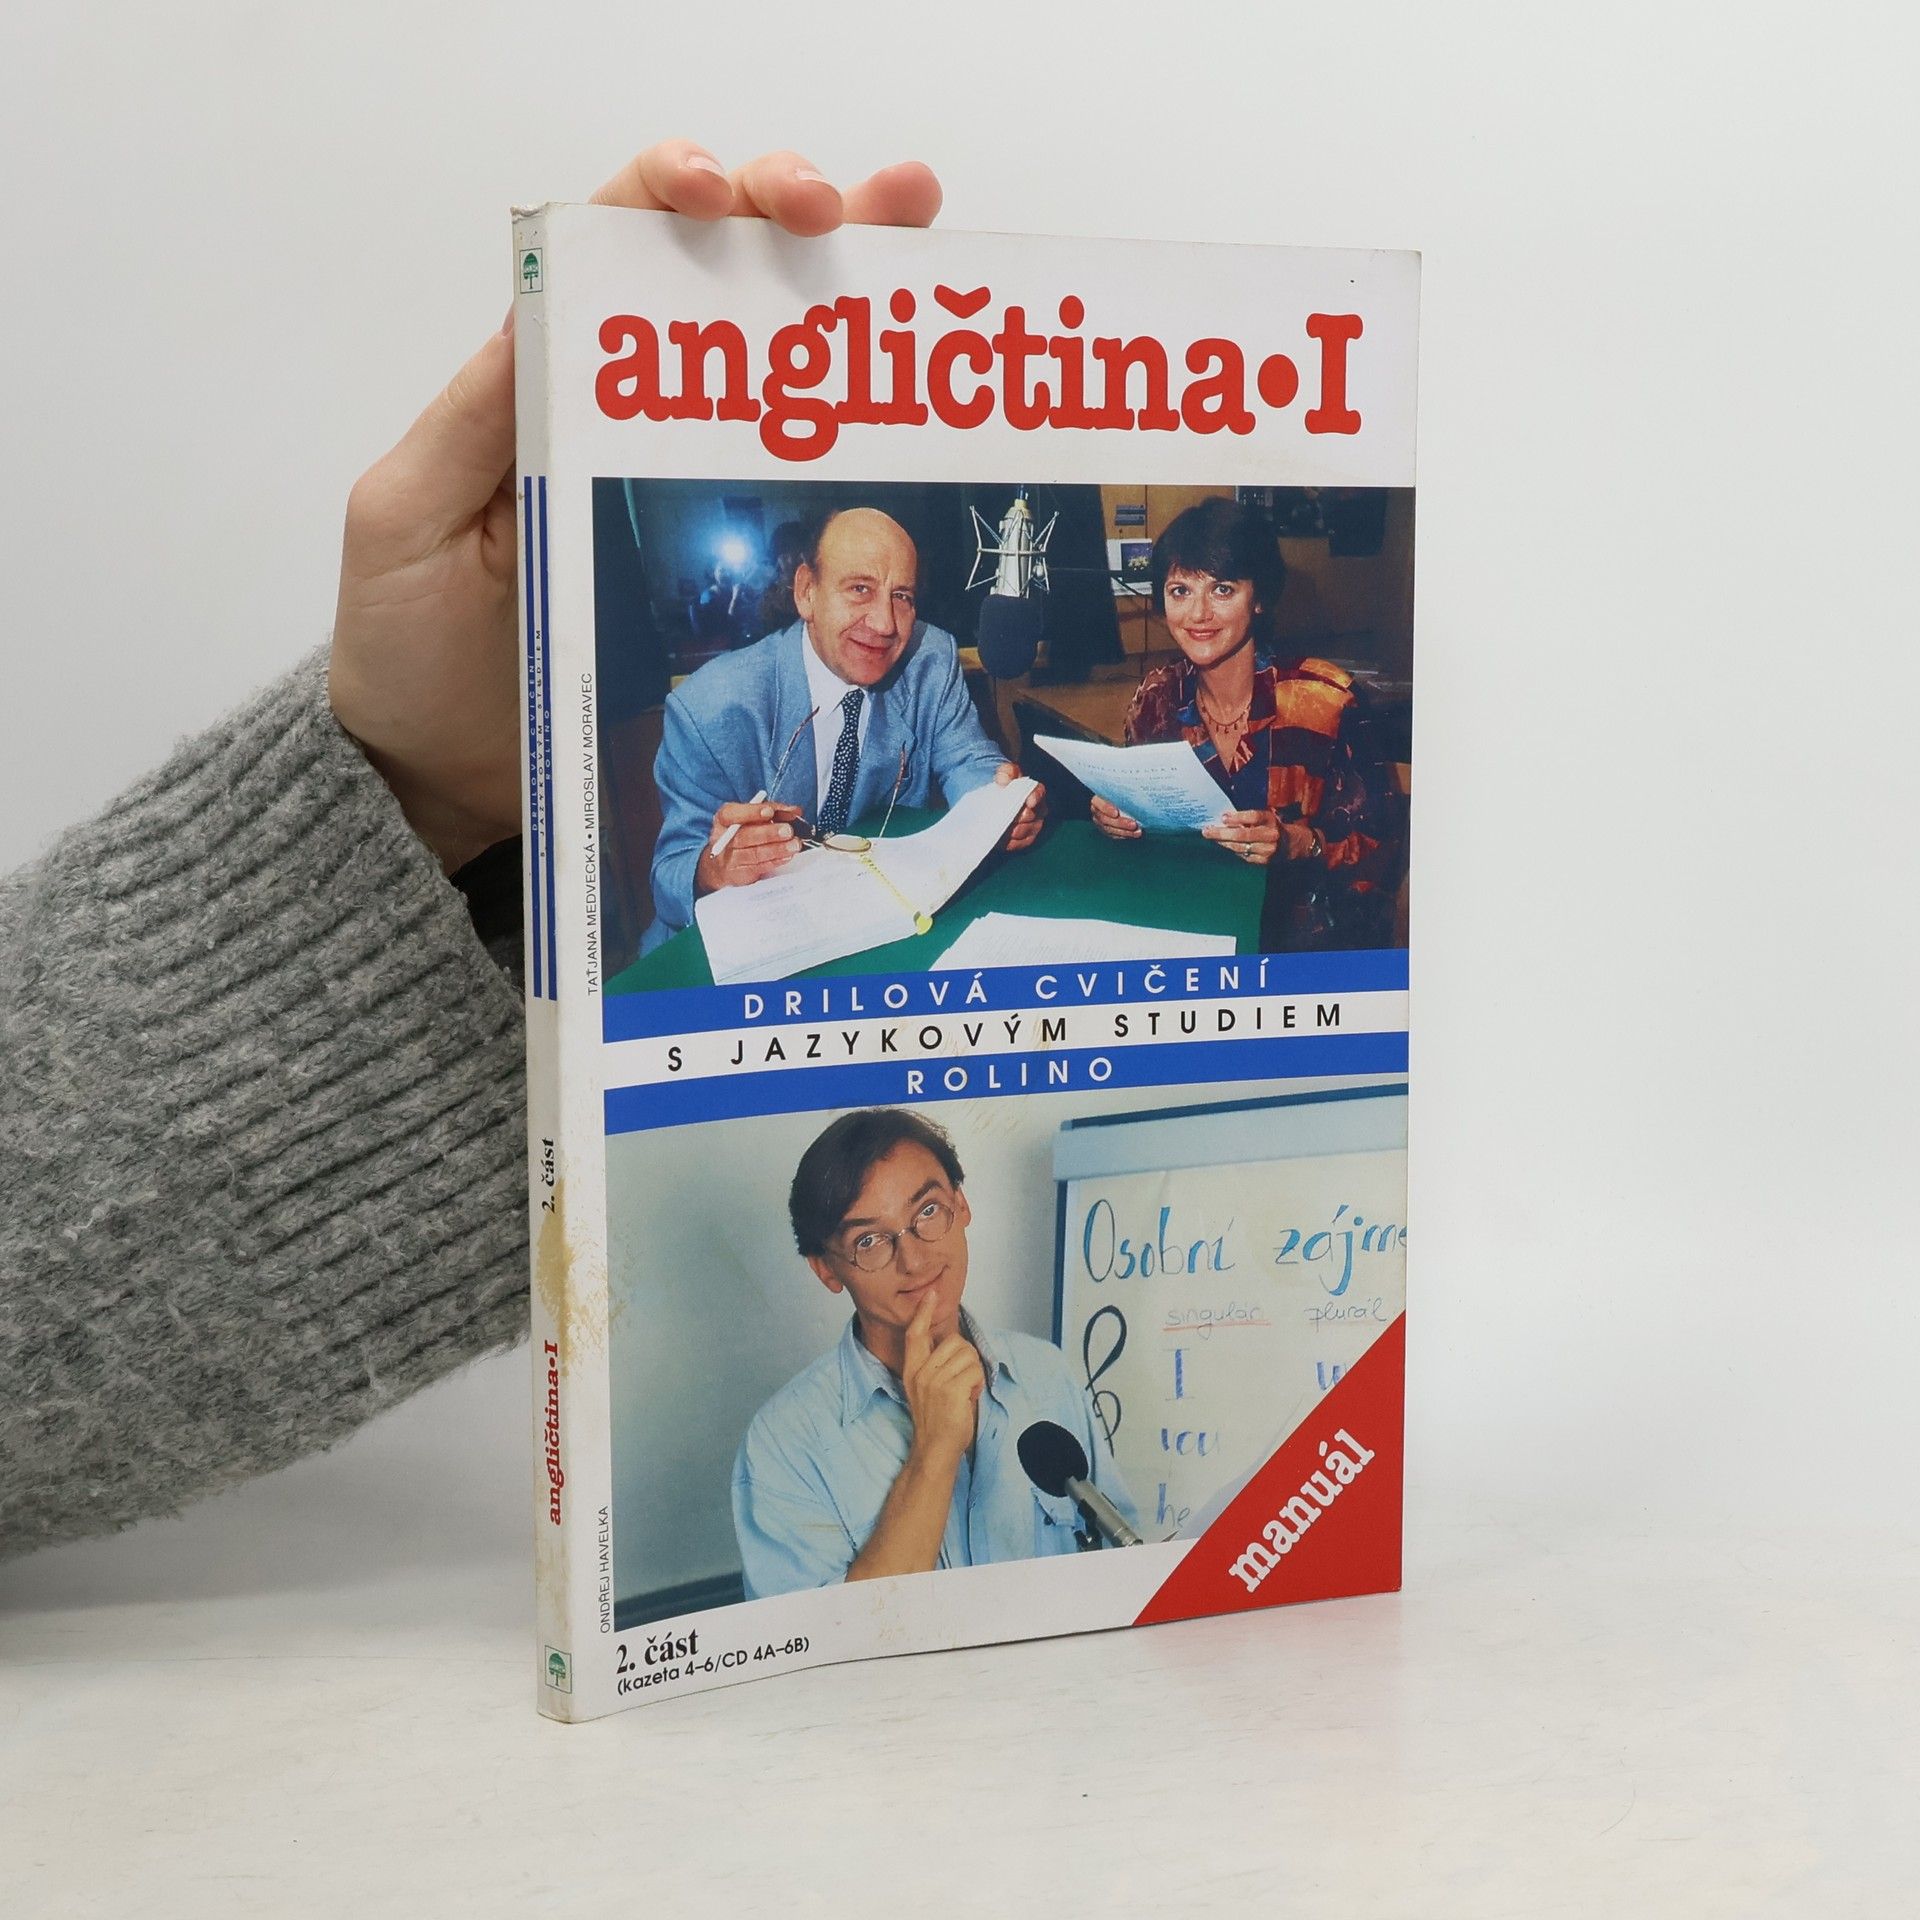 angličtina•I
TAŤJANA MEDVECKÁ • MIROSLAV MORAVEC
DRILOVÁ CVIČENÍ
S JAZYKOVÝM STUDIEM
ROLINO
Osobní zájme
singulár plurál
I w
you
he
manuál
ONDŘEJ HAVELKA
2. část
(kazeta 4–6/CD 4A–6B)
DRILOVÁ CVIČENÍ
S JAZYKOVÝM STUDIEM
ROLINO
2. část
angličtina•I